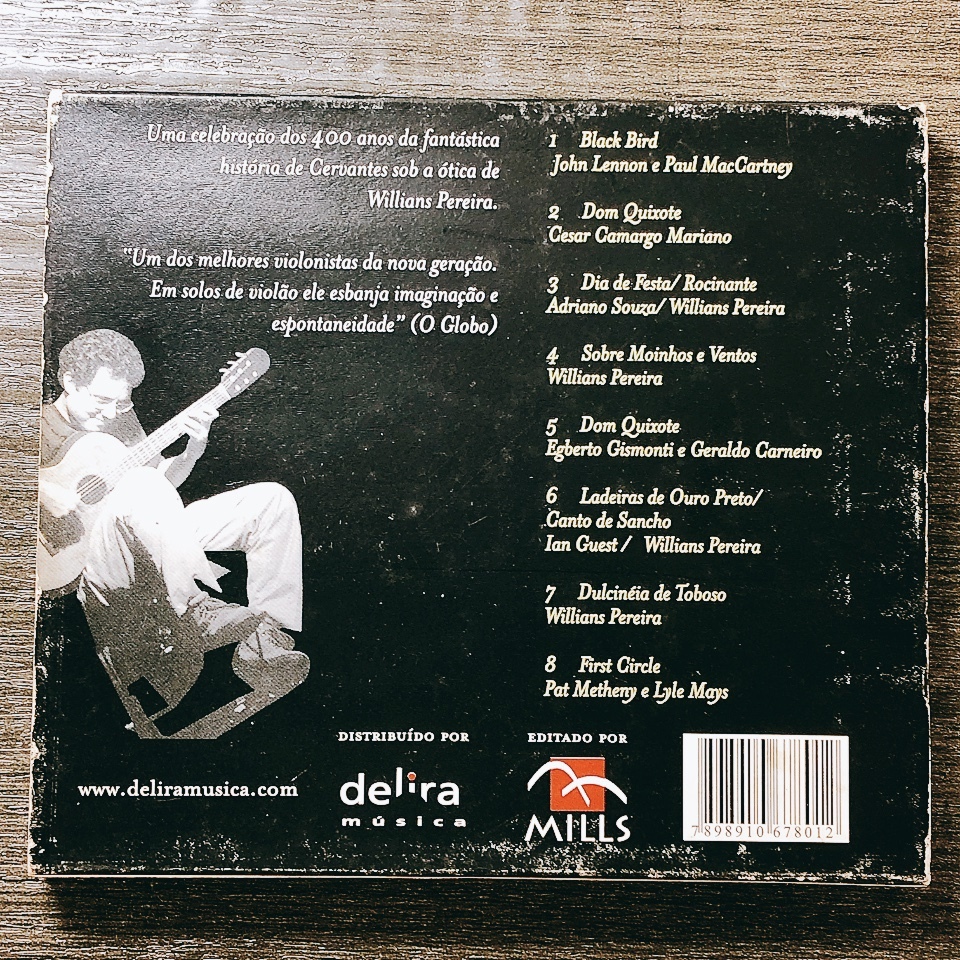 Uma celebração dos 400 anos da fantástica
história de Cervantes sob a ótica de
Willians Pereira.
“Um dos melhores violonistas da nova geração.
Em solos de violão ele esbanja imaginação e
espontaneidade” (O Globo)
1 Black Bird
John Lennon e Paul MacCartney
2 Dom Quixote
Cesar Camargo Mariano
3 Dia de Festa/ Rocinante
Adriano Souza/ Willians Pereira
4 Sobre Moinhos e Ventos
Willians Pereira
5 Dom Quixote
Egberto Gismonti e Geraldo Carneiro
6 Ladeiras de Ouro Preto/
Canto de Sancho
Ian Guest / Willians Pereira
7 Dulcinéia de Toboso
Willians Pereira
8 First Circle
Pat Metheny e Lyle Mays
www.deliramusica.com
DISTRIBUÍDO POR
delira
música
EDITADO POR
MILLS
7 898910 678012